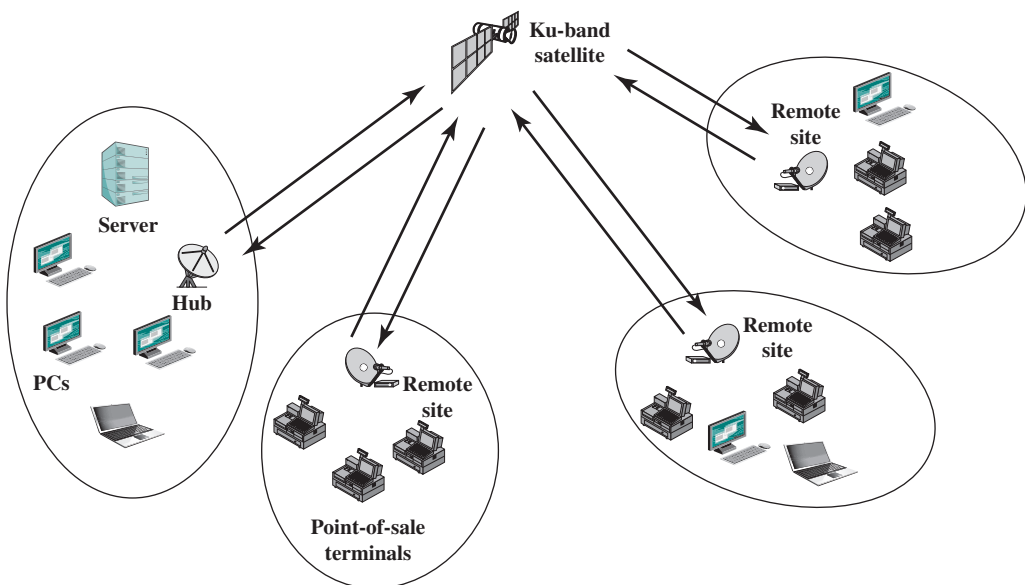 Ku-band
satellite
Remote
site
Server
Hub
PCs
Remote
site
Remote
site
Point-of-sale
terminals